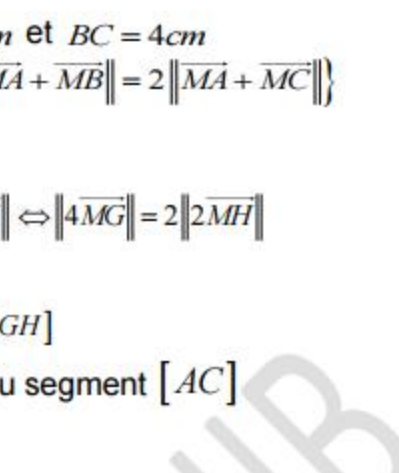 m et BC = 4cm
MA + MB‖ = 2‖MA + MC‖}
‖ ⇔ ‖4MG‖ = 2‖2MH‖
GH]
u segment [AC]